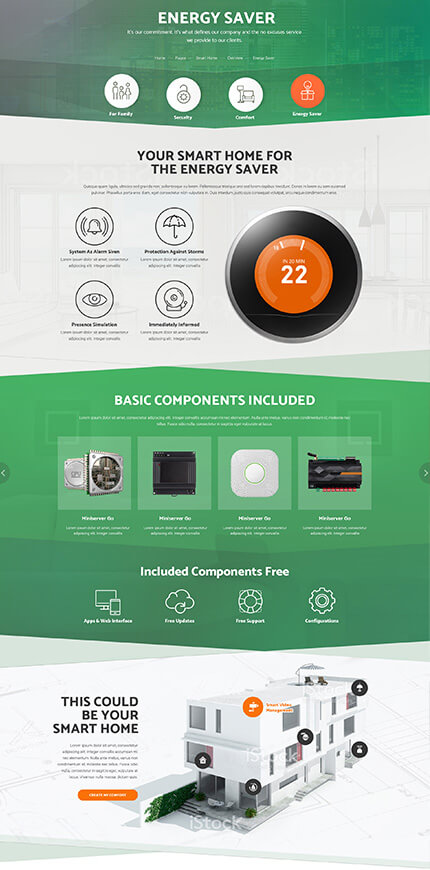 ENERGY SAVER
It's our commitment. It's what defines our company and the no excuses service
we provide to our clients.
Home Pages Smart Home Overview Energy Saver
For Family Security Comfort Energy Saver
YOUR SMART HOME FOR
THE ENERGY SAVER
System As Alarm Siren Protection Against Storms
Lorem ipsum dolor sit amet, consectetur Lorem ipsum dolor sit amet, consectetur
adipiscing elit. Integer convallis adipiscing elit. Integer convallis
IN 20 MIN
22
Presence Simulation Immediately Informed
Lorem ipsum dolor sit amet, consectetur Lorem ipsum dolor sit amet, consectetur
adipiscing elit. Integer convallis adipiscing elit. Integer convallis
BASIC COMPONENTS INCLUDED
Miniserver Go Miniserver Go Miniserver Go Miniserver Go
Lorem ipsum dolor sit amet, consectetur Lorem ipsum dolor sit amet, consectetur Lorem ipsum dolor sit amet, consectetur Lorem ipsum dolor sit amet, consectetur
adipiscing elit. Integer convallis adipiscing elit. Integer convallis adipiscing elit. Integer convallis adipiscing elit. Integer convallis
Included Components Free
Apps & Web Interface Free Updates Free Support Configurations
THIS COULD
BE YOUR
SMART HOME
Smart Video
Management
iStock
CREATE MY COMFORT
iStock